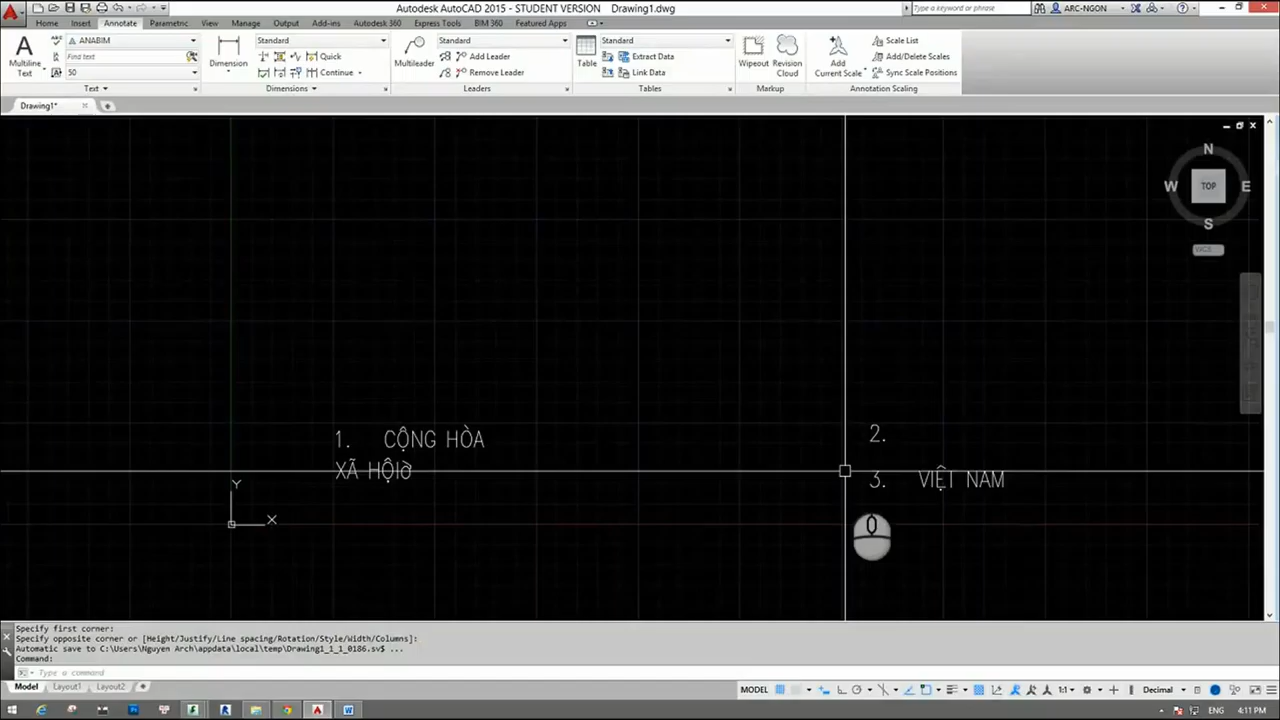 Autodesk AutoCAD 2015 - STUDENT VERSION Drawing1.dwg
Type a keyword or phrase
ARC-NGON
Home Insert Annotate Parametric View Manage Output Add-ins Autodesk 360 Express Tools BIM 360 Featured Apps
Multiline Text
ANABIM
Find text
50
Text
Dimension
Standard
Quick
Continue
Dimensions
Multileader
Standard
Add Leader
Remove Leader
Leaders
Table
Standard
Extract Data
Link Data
Tables
Wipeout
Revision Cloud
Markup
Add Current Scale
Scale List
Add/Delete Scales
Sync Scale Positions
Annotation Scaling
Drawing1*
N
W TOP E
S
WCS
1. CỘNG HÒA
XÃ HỘIờ
2.
3. VIỆT NAM
Y
X
Specify first corner:
Specify opposite corner or [Height/Justify/Line spacing/Rotation/Style/Width/Columns]:
Automatic save to C:\Users\Nguyen Arch\appdata\local\temp\Drawing1_1_1_0186.sv$ ...
Command:
Type a command
Model Layout1 Layout2
MODEL 1:1 Decimal
ENG 4:11 PM